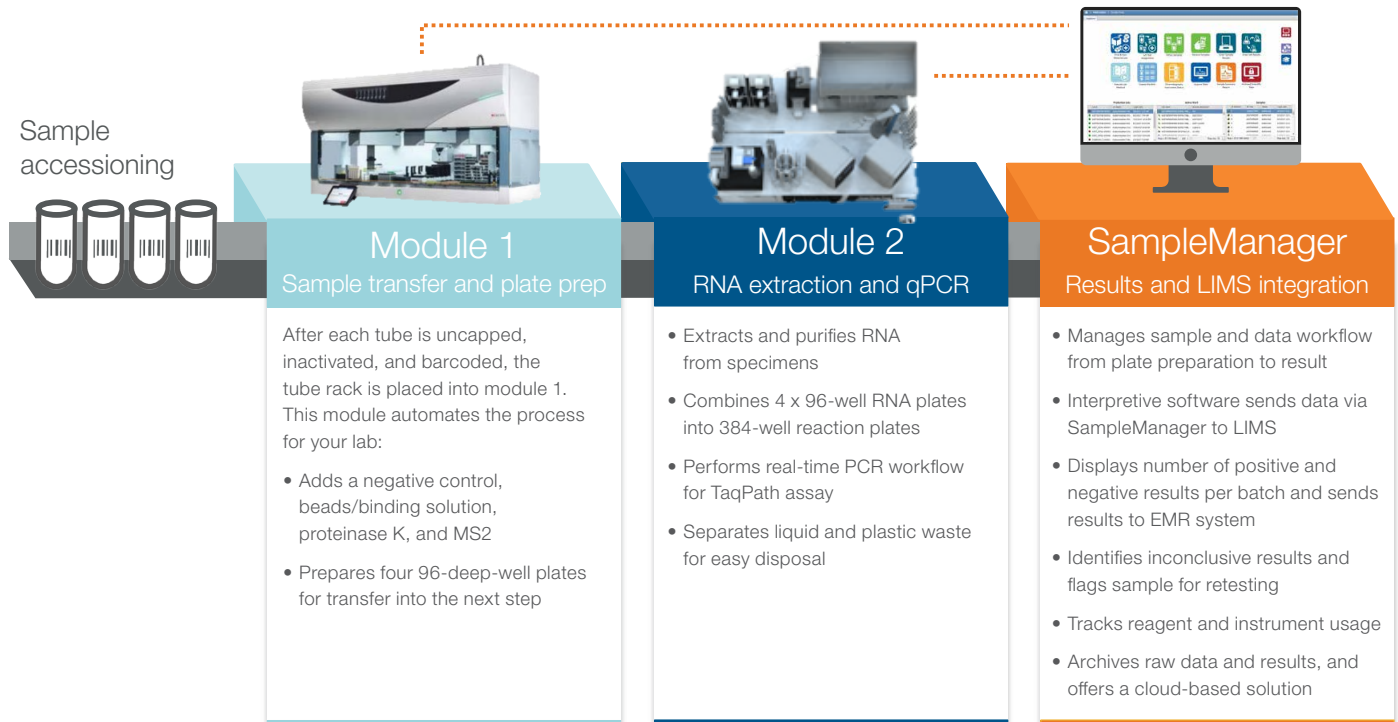 Sample
accessioning
Module 1
Sample transfer and plate prep
After each tube is uncapped,
inactivated, and barcoded, the
tube rack is placed into module 1.
This module automates the process
for your lab:
• Adds a negative control,
beads/binding solution,
proteinase K, and MS2
• Prepares four 96-deep-well plates
for transfer into the next step
Module 2
RNA extraction and qPCR
• Extracts and purifies RNA
from specimens
• Combines 4 x 96-well RNA plates
into 384-well reaction plates
• Performs real-time PCR workflow
for TaqPath assay
• Separates liquid and plastic waste
for easy disposal
SampleManager
Results and LIMS integration
• Manages sample and data workflow
from plate preparation to result
• Interpretive software sends data via
SampleManager to LIMS
• Displays number of positive and
negative results per batch and sends
results to EMR system
• Identifies inconclusive results and
flags sample for retesting
• Tracks reagent and instrument usage
• Archives raw data and results, and
offers a cloud-based solution